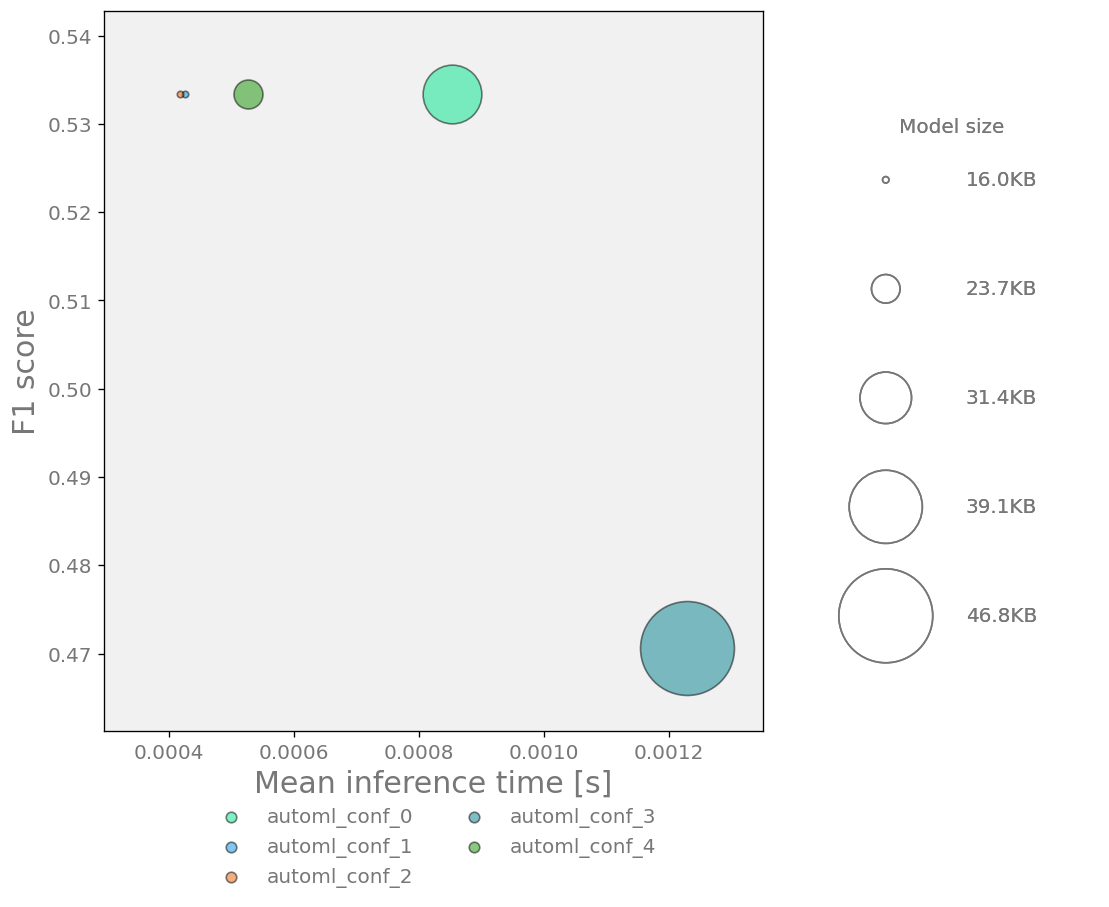 0.54
0.53
0.52
0.51
0.50
0.49
0.48
0.47
F1 score
0.0004 0.0006 0.0008 0.0010 0.0012
Mean inference time [s]
automl_conf_0
automl_conf_1
automl_conf_2
automl_conf_3
automl_conf_4
Model size
16.0KB
23.7KB
31.4KB
39.1KB
46.8KB